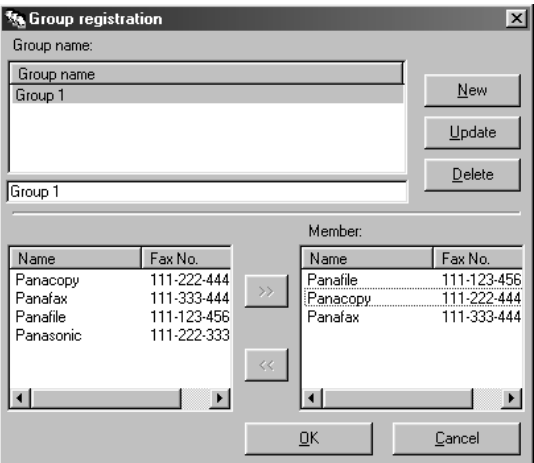 Group registration
Group name:
Group name
Group 1
New
Update
Delete
Group 1
Member:
Name Fax No.
Panacopy 111-222-444
Panafax 111-333-444
Panafile 111-123-456
Panasonic 111-222-333
>>
<<
Name Fax No.
Panafile 111-123-456
Panacopy 111-222-444
Panafax 111-333-444
OK Cancel